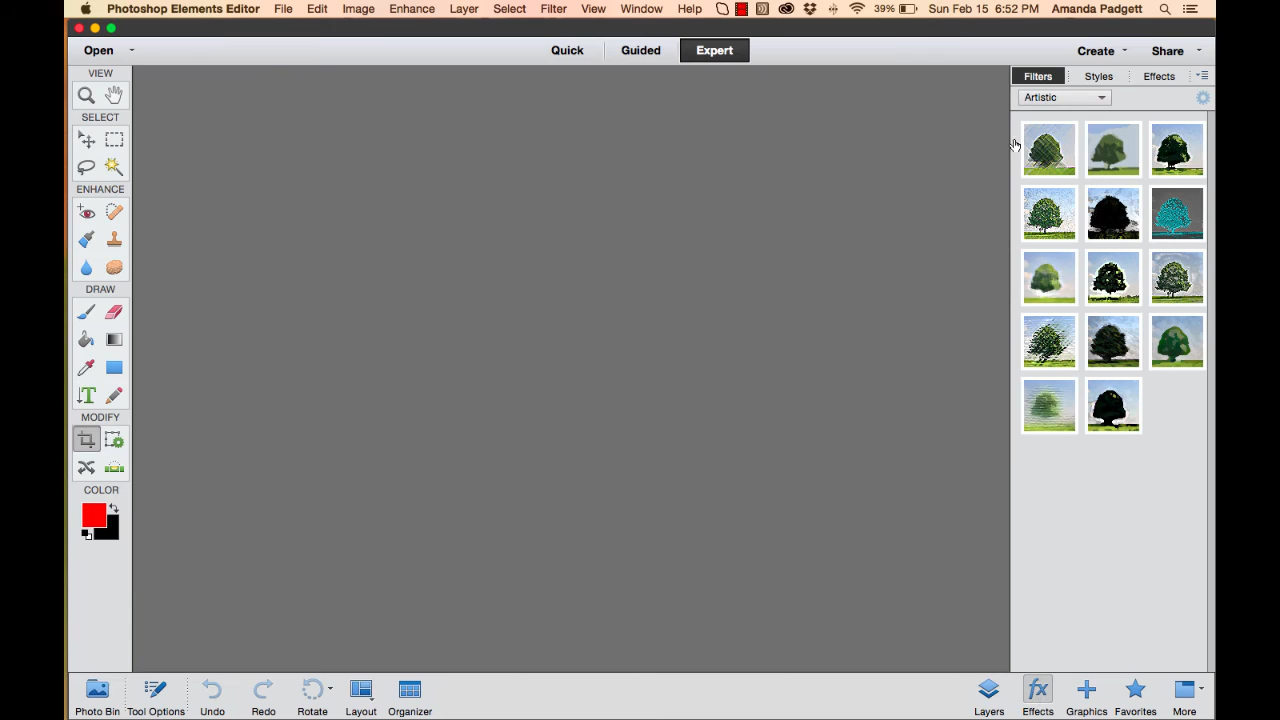 Photoshop Elements Editor File Edit Image Enhance Layer Select Filter View Window Help 39% Sun Feb 15 6:52 PM Amanda Padgett
Open Quick Guided Expert Create Share
VIEW
SELECT
ENHANCE
DRAW
T
MODIFY
COLOR
Filters Styles Effects
Artistic
Photo Bin Tool Options Undo Redo Rotate Layout Organizer fx Layers Effects Graphics Favorites More